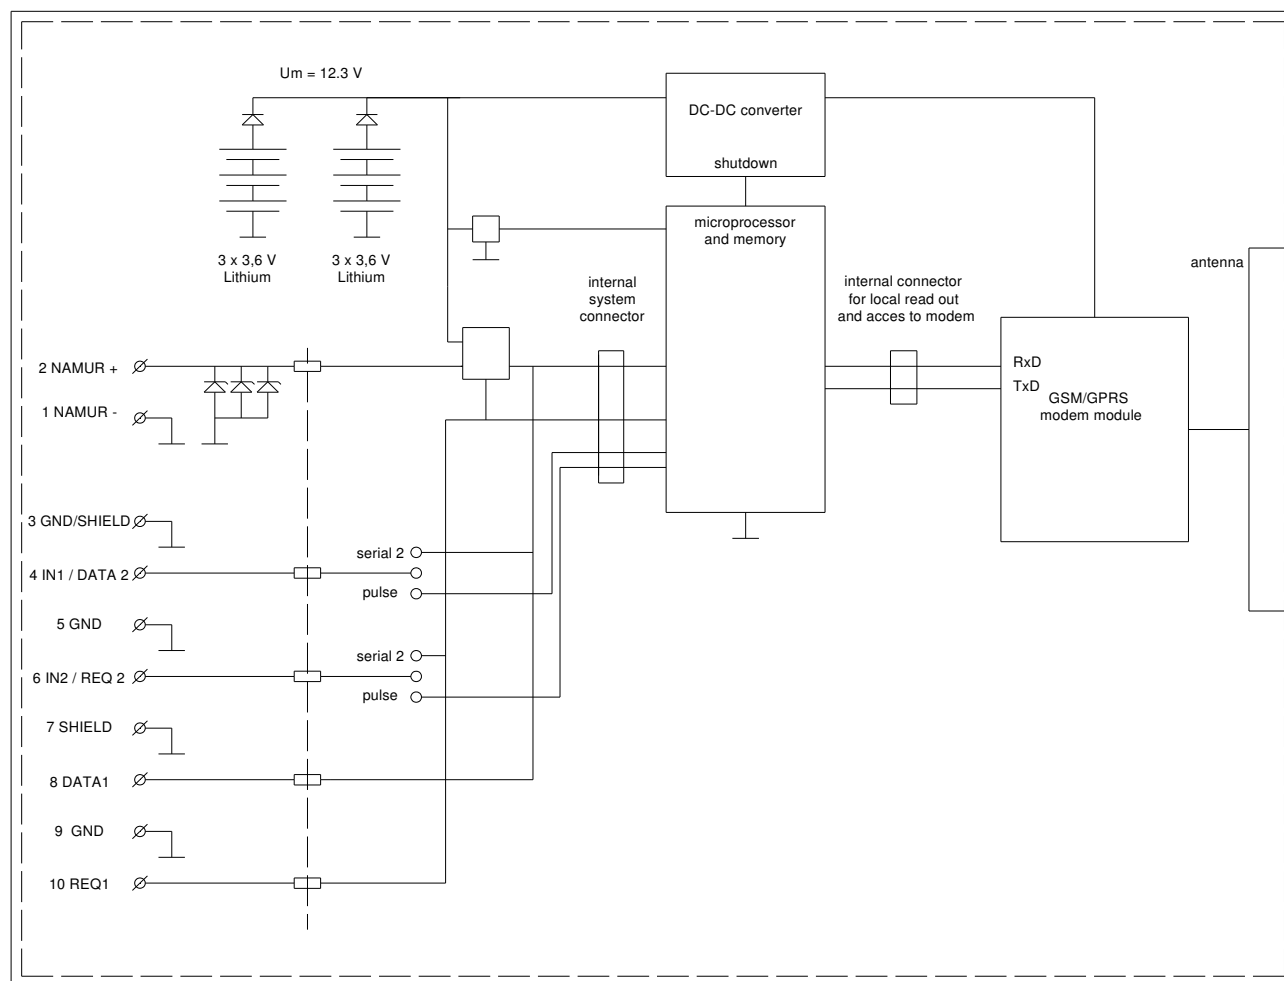 Um = 12.3 V
DC-DC converter
shutdown
microprocessor
and memory
3 x 3,6 V
Lithium
3 x 3,6 V
Lithium
internal
system
connector
internal connector
for local read out
and acces to modem
antenna
RxD
TxD
GSM/GPRS
modem module
2 NAMUR +
1 NAMUR -
3 GND/SHIELD
serial 2
4 IN1 / DATA 2
pulse
5 GND
serial 2
6 IN2 / REQ 2
pulse
7 SHIELD
8 DATA1
9 GND
10 REQ1